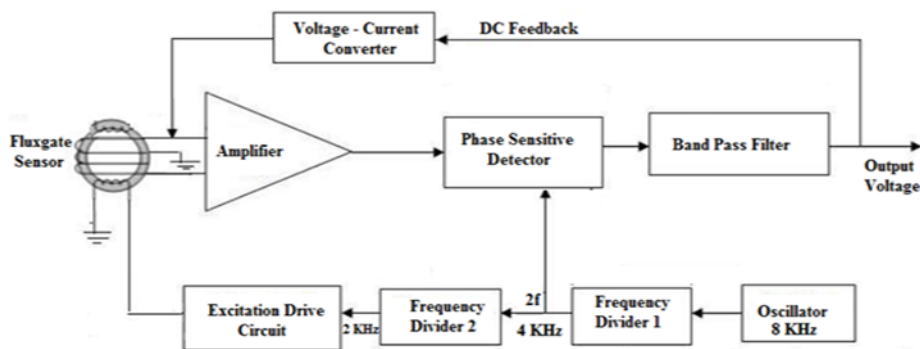 Voltage - Current
Converter
DC Feedback
Fluxgate
Sensor
Amplifier
Phase Sensitive
Detector
Band Pass Filter
Output
Voltage
Excitation Drive
Circuit
2 KHz
Frequency
Divider 2
2f
4 KHz
Frequency
Divider 1
Oscillator
8 KHz